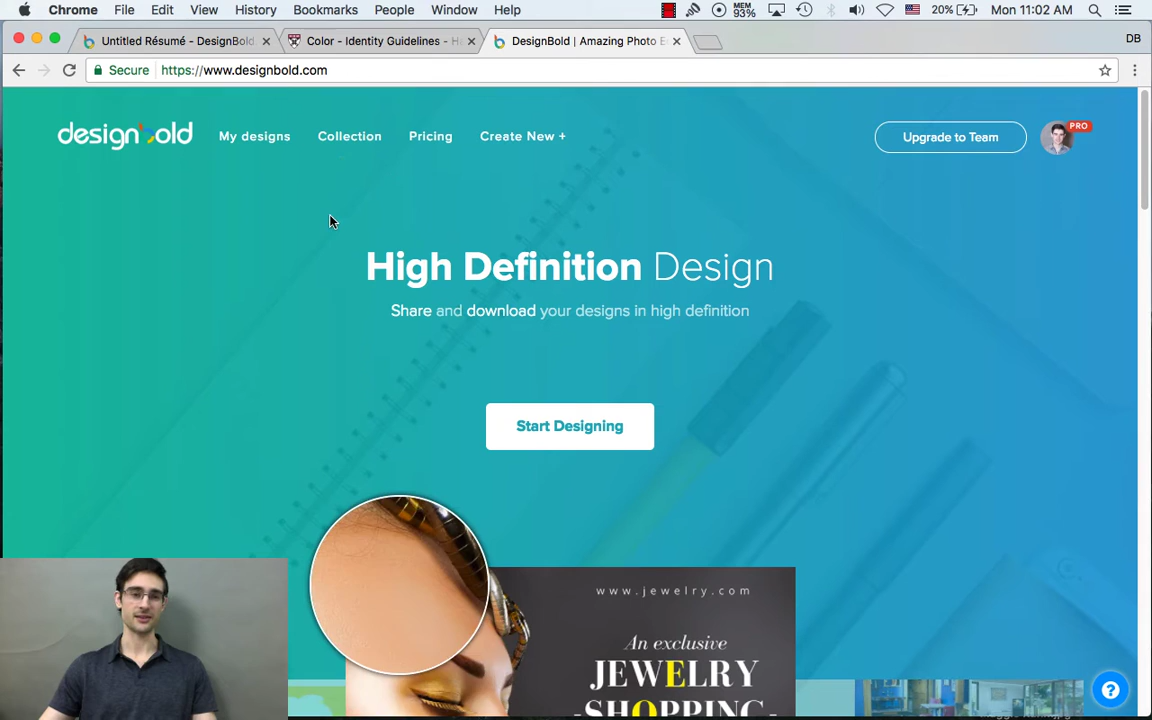 Chrome File Edit View History Bookmarks People Window Help MEM 93% 20% Mon 11:02 AM
Untitled Résumé - DesignBold Color - Identity Guidelines - H DesignBold | Amazing Photo E DB
Secure https://www.designbold.com
designbold My designs Collection Pricing Create New + Upgrade to Team PRO
High Definition Design
Share and download your designs in high definition
Start Designing
www.jewelry.com
An exclusive
JEWELRY
SHOPPING
?